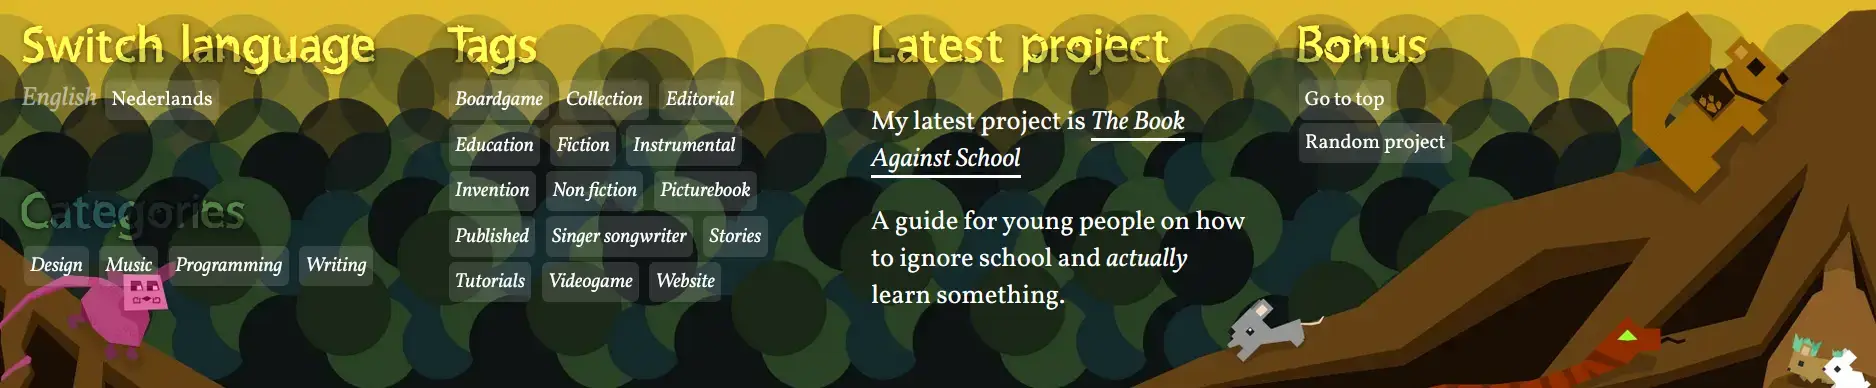 Switch language
English Nederlands
Categories
Design Music Programming Writing
Tags
Boardgame Collection Editorial
Education Fiction Instrumental
Invention Non fiction Picturebook
Published Singer songwriter Stories
Tutorials Videogame Website
Latest project
My latest project is The Book
Against School
A guide for young people on how
to ignore school and actually
learn something.
Bonus
Go to top
Random project